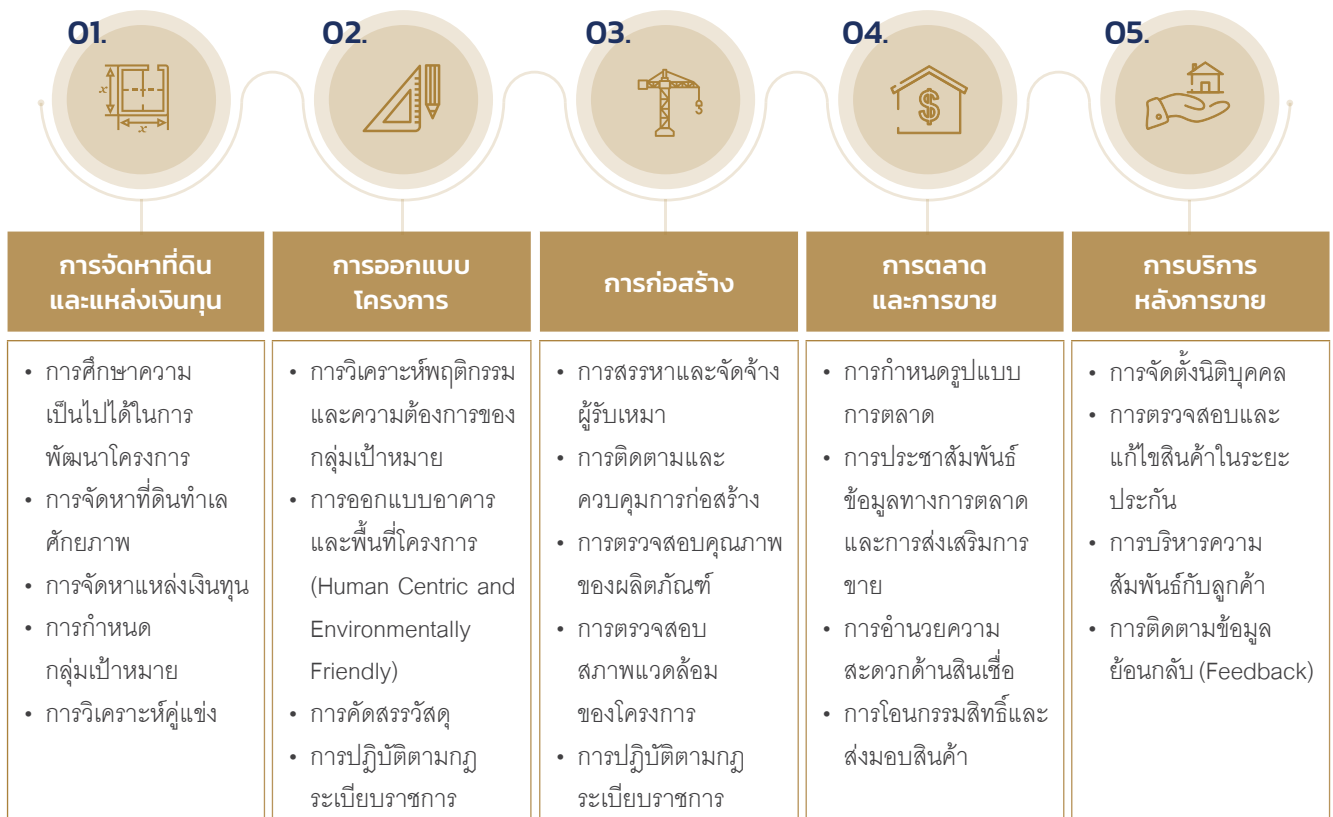 01.
02.
03.
04.
05.
x
x
$
การจัดหาที่ดิน
และแหล่งเงินทุน
การออกแบบ
โครงการ
การก่อสร้าง
การตลาด
และการขาย
การบริการ
หลังการขาย
• การศึกษาความ
เป็นไปได้ในการ
พัฒนาโครงการ
• การจัดหาที่ดินทำเล
ศักยภาพ
• การจัดหาแหล่งเงินทุน
• การกำหนด
กลุ่มเป้าหมาย
• การวิเคราะห์คู่แข่ง
• การวิเคราะห์พฤติกรรม
และความต้องการของ
กลุ่มเป้าหมาย
• การออกแบบอาคาร
และพื้นที่โครงการ
(Human Centric and
Environmentally
Friendly)
• การคัดสรรวัสดุ
• การปฏิบัติตามกฎ
ระเบียบราชการ
• การสรรหาและจัดจ้าง
ผู้รับเหมา
• การติดตามและ
ควบคุมการก่อสร้าง
• การตรวจสอบคุณภาพ
ของผลิตภัณฑ์
• การตรวจสอบ
สภาพแวดล้อม
ของโครงการ
• การปฏิบัติตามกฎ
ระเบียบราชการ
• การกำหนดรูปแบบ
การตลาด
• การประชาสัมพันธ์
ข้อมูลทางการตลาด
และการส่งเสริมการ
ขาย
• การอำนวยความ
สะดวกด้านสินเชื่อ
• การโอนกรรมสิทธิ์และ
ส่งมอบสินค้า
• การจัดตั้งนิติบุคคล
• การตรวจสอบและ
แก้ไขสินค้าในระยะ
ประกัน
• การบริหารความ
สัมพันธ์กับลูกค้า
• การติดตามข้อมูล
ย้อนกลับ (Feedback)